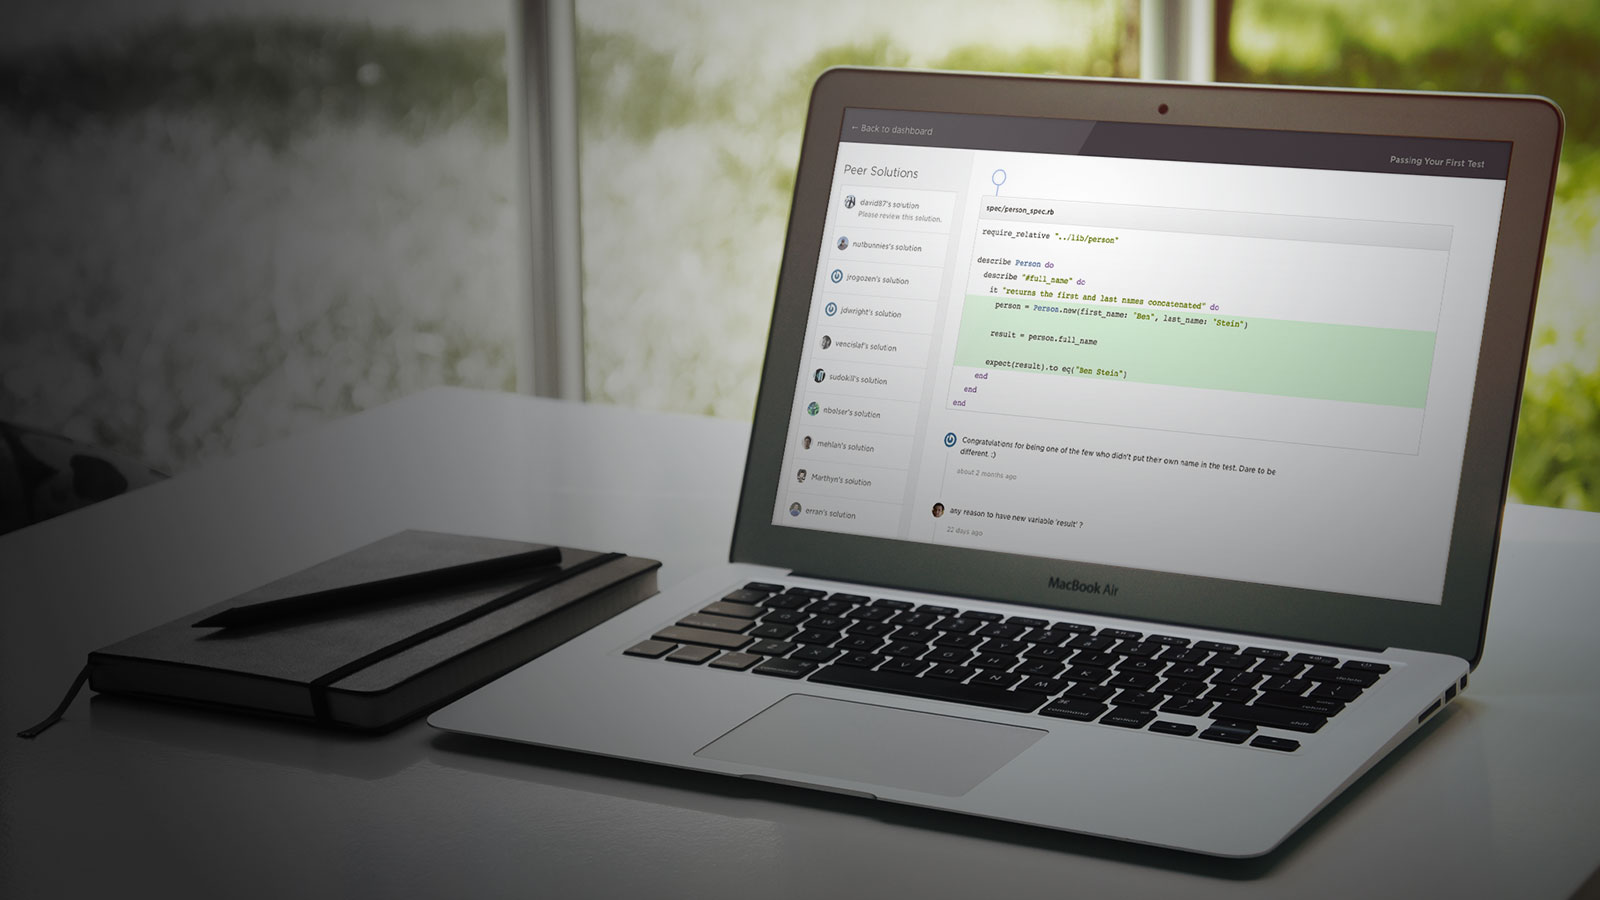 ← Back to dashboard
Passing Your First Test
Peer Solutions
david87's solution
Please review this solution.
nutbunnies's solution
jrogozen's solution
jdwright's solution
vencislaf's solution
sudokill's solution
nbolser's solution
mehlan's solution
Marthyn's solution
erran's solution
spec/person_spec.rb
require_relative "../lib/person"
describe Person do
describe "#full_name" do
it "returns the first and last names concatenated" do
person = Person.new(first_name: "Ben", last_name: "Stein")
result = person.full_name
expect(result).to eq("Ben Stein")
end
end
end
Congratulations for being one of the few who didn't put their own name in the test. Dare to be
different. :)
about 2 months ago
any reason to have new variable 'result' ?
22 days ago
MacBook Air